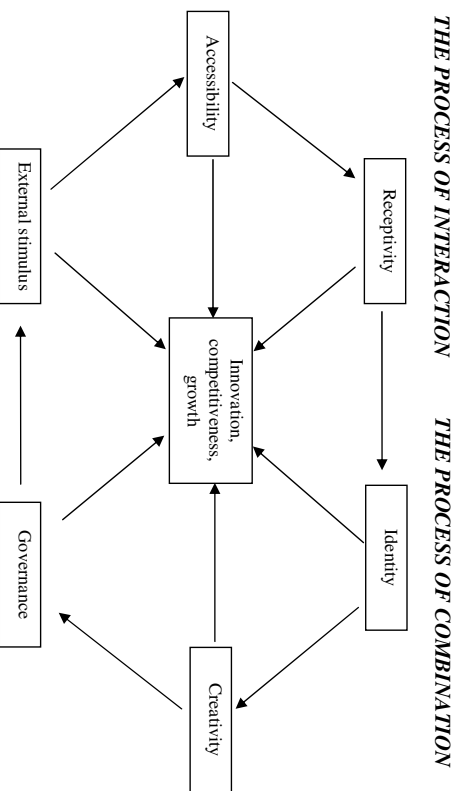 THE PROCESS OF INTERACTION
THE PROCESS OF COMBINATION
Receptivity
Identity
Accessibility
Innovation,
competitiveness,
growth
Creativity
External stimulus
Governance